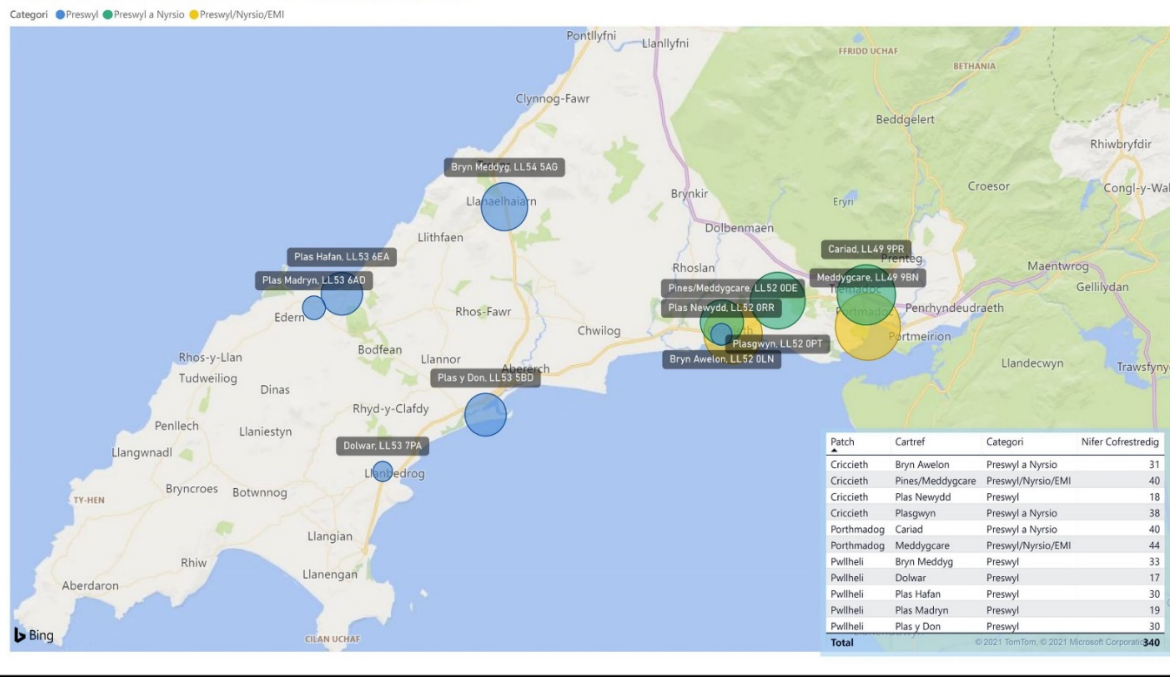 Categori Preswyl Preswyl a Nyrsio Preswyl/Nyrsio/EMI
Pontllyfni
Llanllyfni
FFRIDD UCHAF
BETHANIA
Clynnog-Fawr
Beddgelert
Rhiwbryfdir
Bryn Meddyg, LL54 5AG
Llanaelhaiarn
Brynkir
Croesor
Congl-y-Wal
Eryri
Dolbenmaen
Llithfaen
Cariad, LL49 9PR
Prenteg
Plas Hafan, LL53 6EA
Rhoslan
Maentwrog
Plas Madryn, LL53 6AD
Meddygcare, LL49 9BN
Pines/Meddygcare, LL52 0DE
Tremadoc
Gellilydan
Plas Newydd, LL52 0RR
Porthmadog
Penrhyndeudraeth
Edern
Rhos-Fawr
Chwilog
Portmeirion
Plasgwyn, LL52 0PT
Bodfean
Rhos-y-Llan
Llannor
Bryn Awelon, LL52 0LN
Llandecwyn
Trawsfyny
Abererch
Tudweiliog
Plas y Don, LL53 5BD
Dinas
Rhyd-y-Clafdy
Penllech
Llaniestyn
Dolwar, LL53 7PA
Llangwnadl
Llanbedrog
Bryncroes
Botwnnog
TY-HEN
Llangian
Rhiw
Llanengan
Aberdaron
CILAN UCHAF
Bing
Patch Cartref Categori Nifer Cofrestredig
Criccieth Bryn Awelon Preswyl a Nyrsio 31
Criccieth Pines/Meddygcare Preswyl/Nyrsio/EMI 40
Criccieth Plas Newydd Preswyl 18
Criccieth Plasgwyn Preswyl a Nyrsio 38
Porthmadog Cariad Preswyl a Nyrsio 40
Porthmadog Meddygcare Preswyl/Nyrsio/EMI 44
Pwllheli Bryn Meddyg Preswyl 33
Pwllheli Dolwar Preswyl 17
Pwllheli Plas Hafan Preswyl 30
Pwllheli Plas Madryn Preswyl 19
Pwllheli Plas y Don Preswyl 30
Total 340
© 2021 TomTom, © 2021 Microsoft Corporati